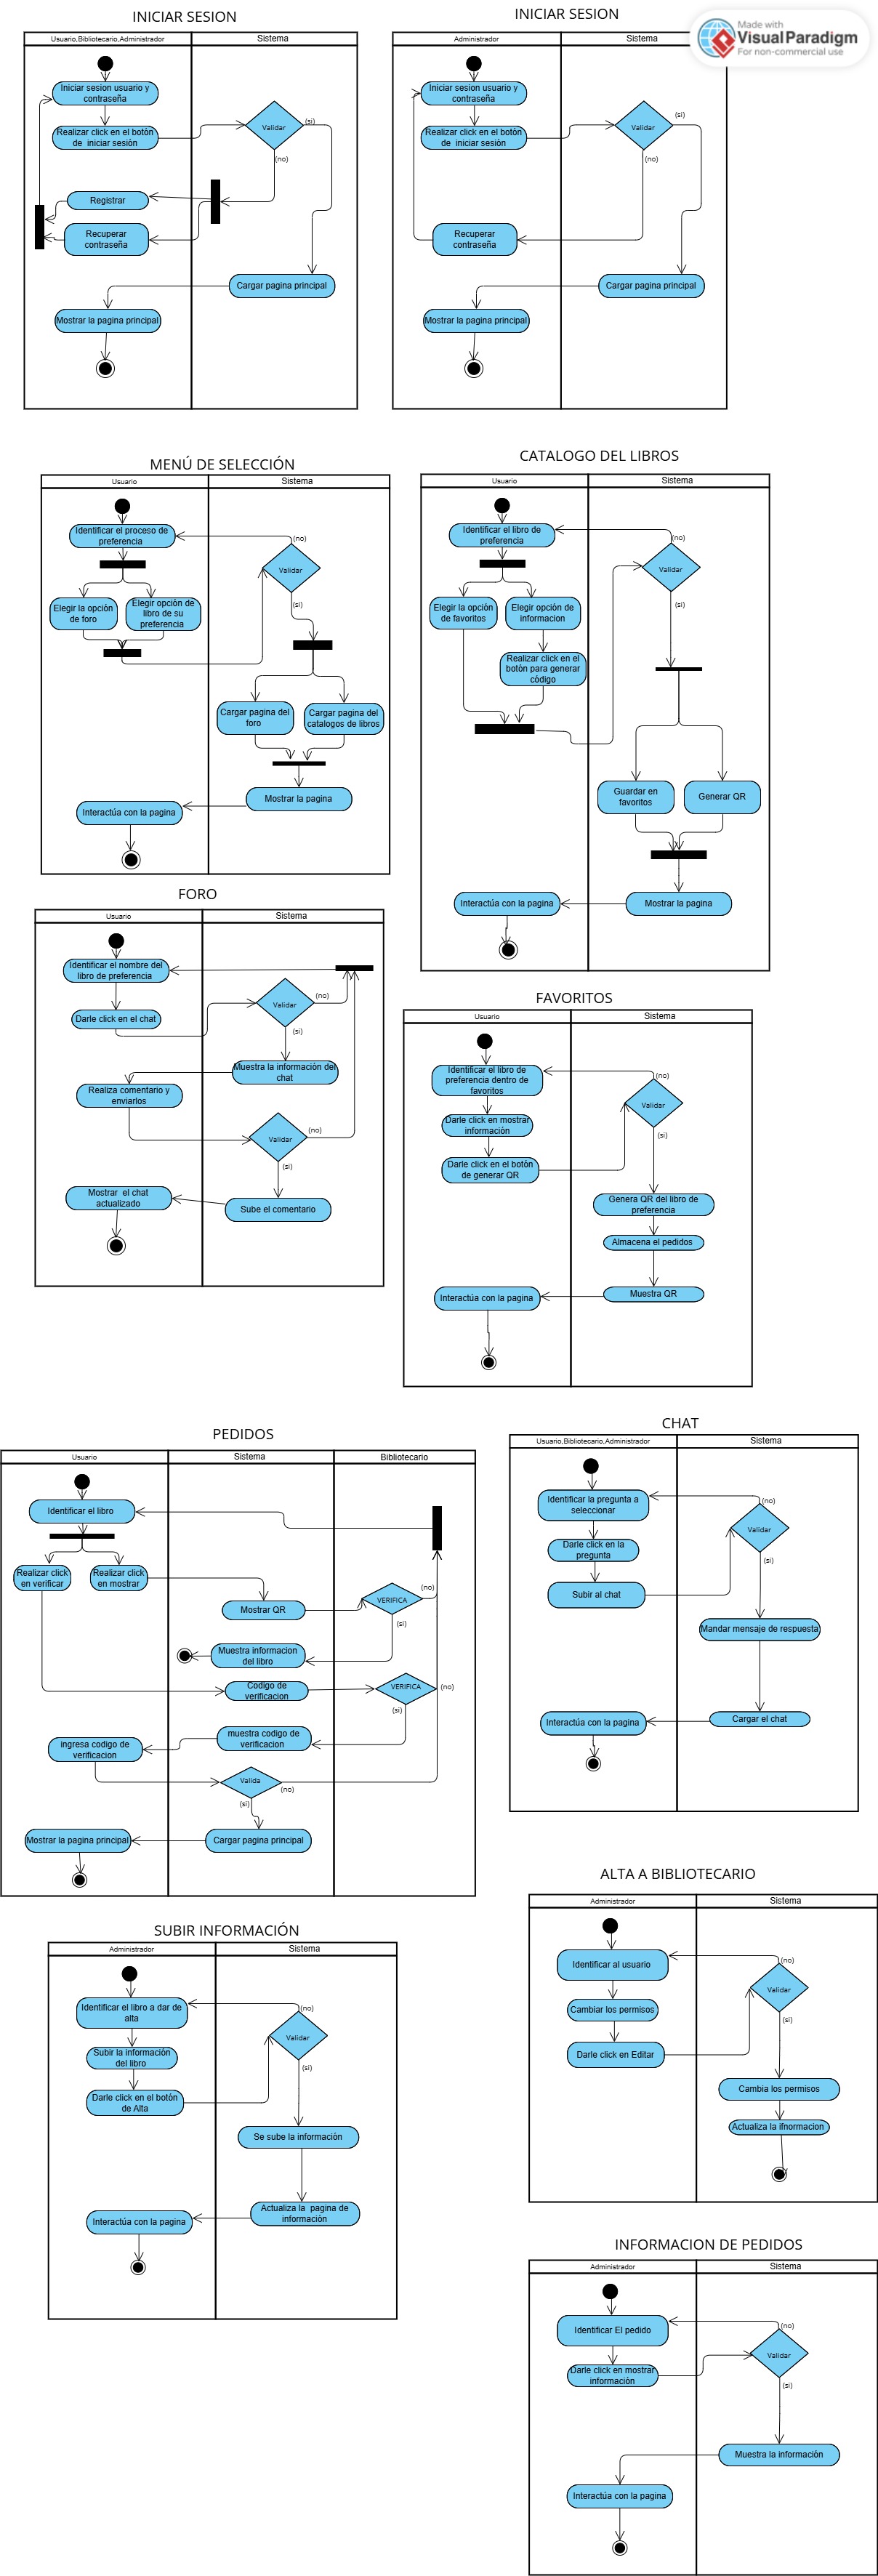 INICIAR SESION
Usuario,Bibliotecario,Administrador
Sistema
Iniciar sesion usuario y
contraseña
Realizar click en el botón
de iniciar sesión
Validar
(si)
(no)
Registrar
Recuperar
contraseña
Cargar pagina principal
Mostrar la pagina principal
INICIAR SESION
Made with
VisualParadigm
For non-commercial use
Administrador
Sistema
Iniciar sesion usuario y
contraseña
Realizar click en el botón
de iniciar sesión
Validar
(si)
(no)
Recuperar
contraseña
Cargar pagina principal
Mostrar la pagina principal
MENÚ DE SELECCIÓN
Usuario
Sistema
Identificar el proceso de
preferencia
(no)
Validar
(si)
Elegir la opción
de foro
Elegir opción de
libro de su
preferencia
Cargar pagina del
foro
Cargar pagina del
catalogos de libros
Mostrar la pagina
Interactúa con la pagina
CATALOGO DEL LIBROS
Usuario
Sistema
Identificar el libro de
preferencia
(no)
Validar
(si)
Elegir la opción
de favoritos
Elegir opción de
informacion
Realizar click en el
botón para generar
código
Guardar en
favoritos
Generar QR
Mostrar la pagina
Interactúa con la pagina
FORO
Usuario
Sistema
Identificar el nombre del
libro de preferencia
Darle click en el chat
Validar
(no)
(si)
Muestra la información del
chat
Realiza comentario y
enviarlos
Validar
(no)
(si)
Sube el comentario
Mostrar el chat
actualizado
FAVORITOS
Usuario
Sistema
Identificar el libro de
preferencia dentro de
favoritos
(no)
Validar
(si)
Darle click en mostrar
información
Darle click en el botón
de generar QR
Genera QR del libro de
preferencia
Almacena el pedidos
Muestra QR
Interactúa con la pagina
PEDIDOS
Usuario
Sistema
Bibliotecario
Identificar el libro
Realizar click
en verificar
Realizar click
en mostrar
Mostrar QR
VERIFICA
(no)
(si)
Muestra informacion
del libro
Codigo de
verificacion
VERIFICA
(no)
(si)
muestra codigo de
verificacion
ingresa codigo de
verificacion
Valida
(no)
(si)
Cargar pagina principal
Mostrar la pagina principal
CHAT
Usuario,Bibliotecario,Administrador
Sistema
Identificar la pregunta a
seleccionar
(no)
Validar
(si)
Darle click en la
pregunta
Subir al chat
Mandar mensaje de respuesta
Cargar el chat
Interactúa con la pagina
SUBIR INFORMACIÓN
Administrador
Sistema
Identificar el libro a dar de
alta
(no)
Validar
(si)
Subir la información
del libro
Darle click en el botón
de Alta
Se sube la información
Actualiza la pagina de
información
Interactúa con la pagina
ALTA A BIBLIOTECARIO
Administrador
Sistema
Identificar al usuario
(no)
Validar
(si)
Cambiar los permisos
Darle click en Editar
Cambia los permisos
Actualiza la ifnormacion
INFORMACION DE PEDIDOS
Administrador
Sistema
Identificar El pedido
(no)
Validar
(si)
Darle click en mostrar
información
Muestra la información
Interactúa con la pagina